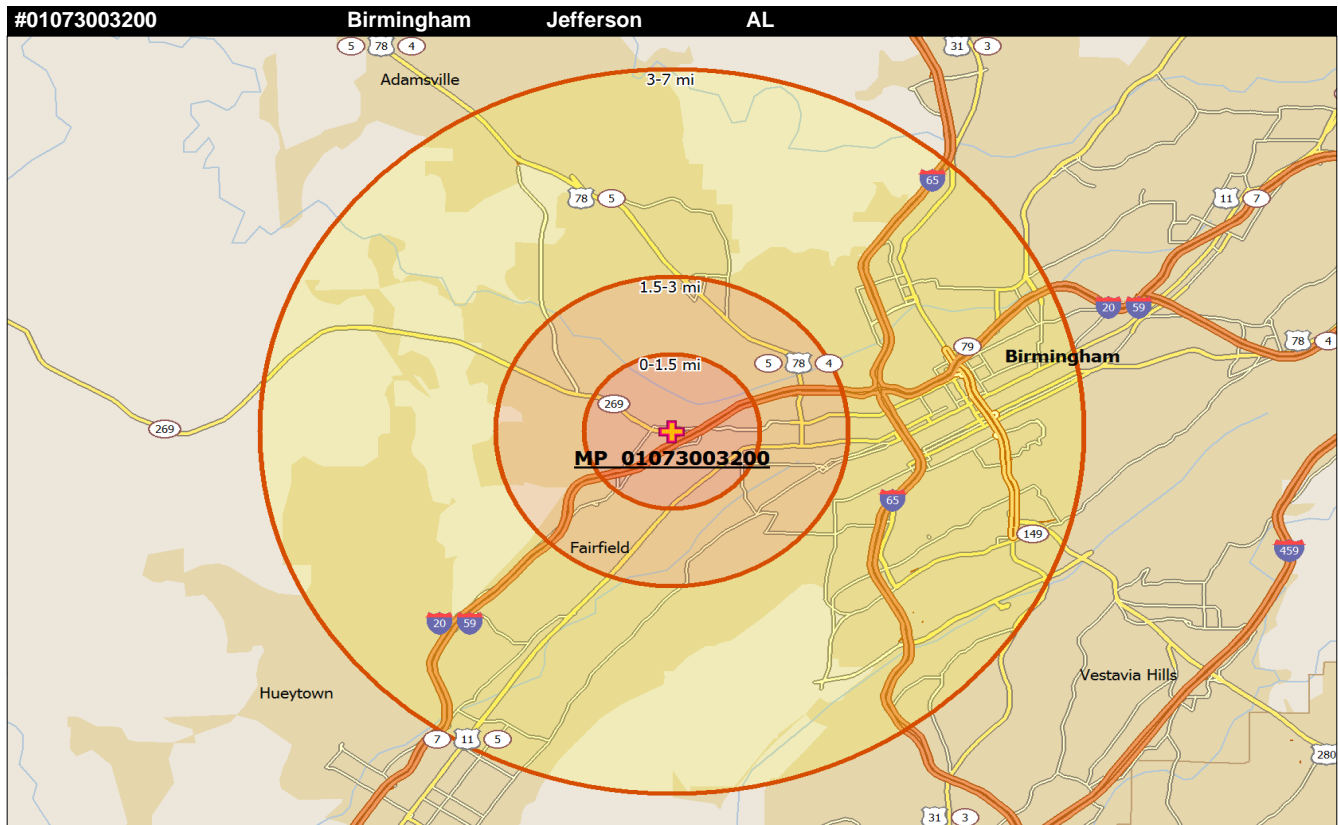 #01073003200 Birmingham Jefferson AL
5 78 4
31 3
Adamsville
3-7 mi
65
11 7
78 5
1.5-3 mi
20 59
79
78 4
5 78 4
Birmingham
0-1.5 mi
269
269
MP 01073003200
65
149
Fairfield
459
20 59
Vestavia Hills
Hueytown
7 11 5
280
31 3